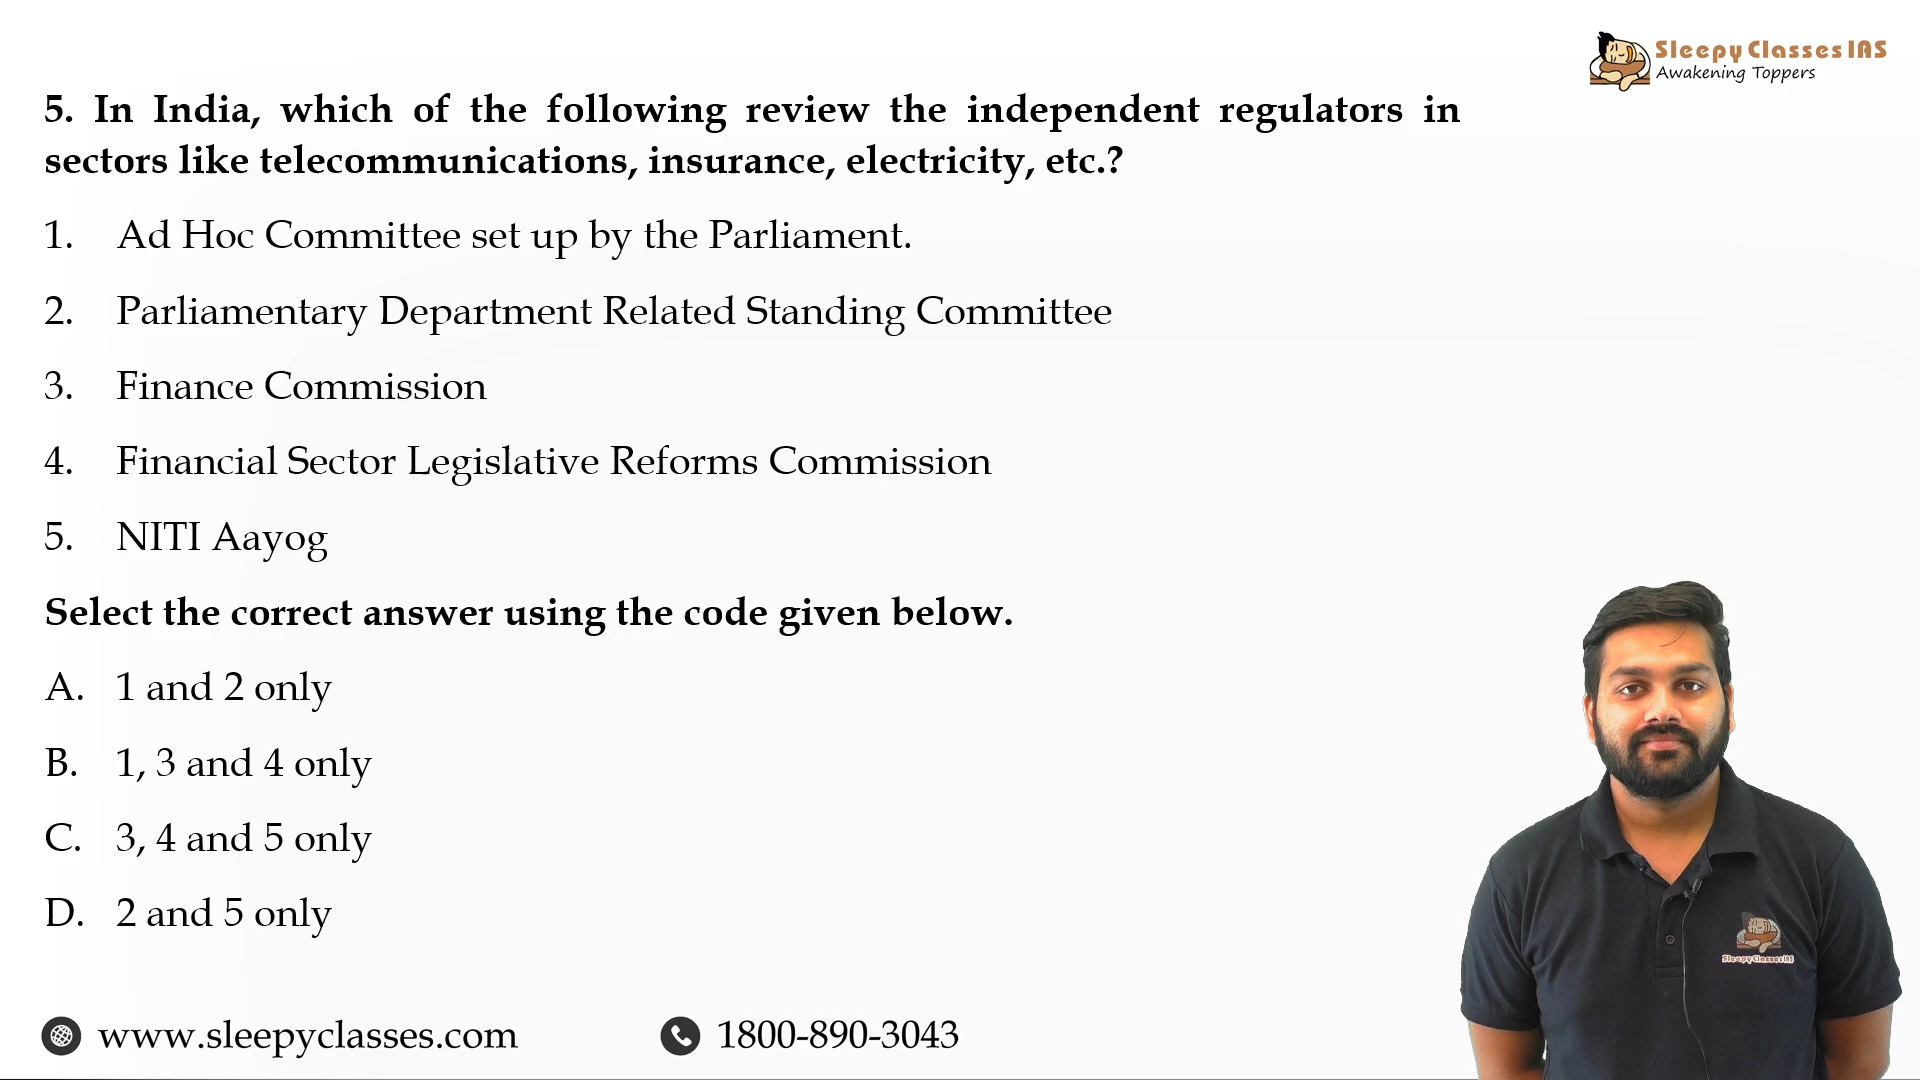 Sleepy Classes IAS
Awakening Toppers
5. In India, which of the following review the independent regulators in
sectors like telecommunications, insurance, electricity, etc.?
1. Ad Hoc Committee set up by the Parliament.
2. Parliamentary Department Related Standing Committee
3. Finance Commission
4. Financial Sector Legislative Reforms Commission
5. NITI Aayog
Select the correct answer using the code given below.
A. 1 and 2 only
B. 1, 3 and 4 only
C. 3, 4 and 5 only
D. 2 and 5 only
Sleepy Classes IAS
www.sleepyclasses.com
1800-890-3043